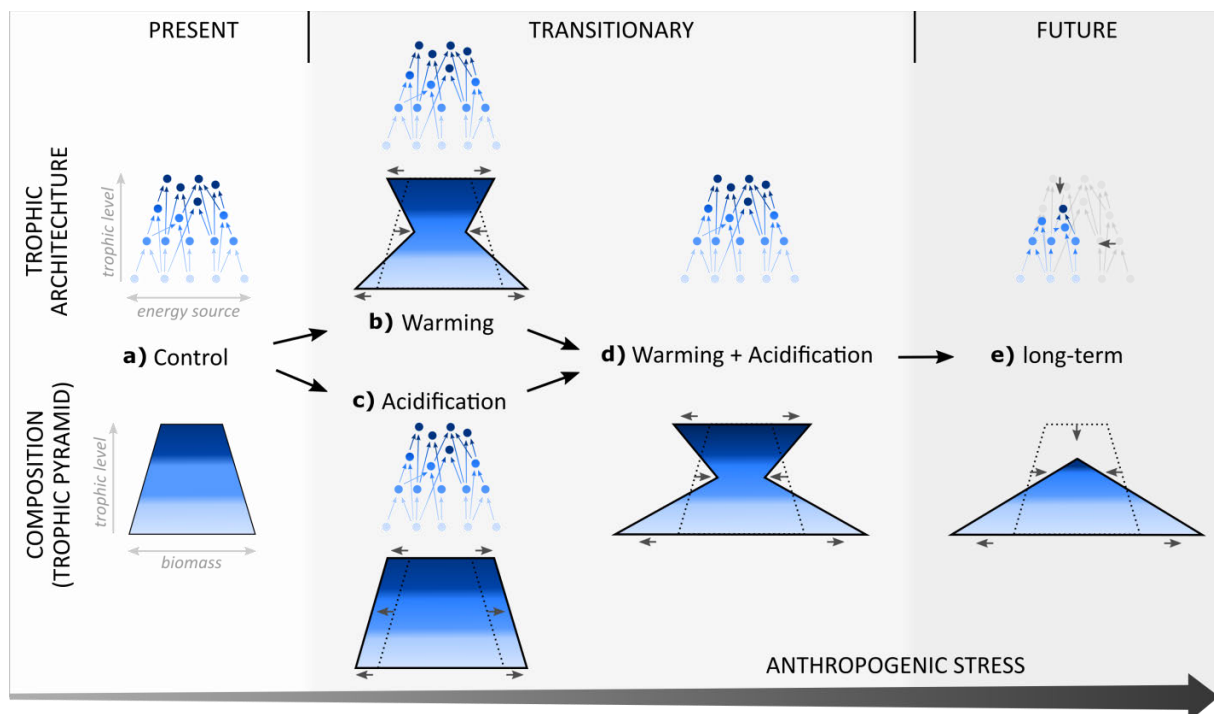 PRESENT
TRANSITIONARY
FUTURE
TROPHIC
ARCHITECHTURE
trophic level
energy source
b) Warming
a) Control
d) Warming + Acidification
e) long-term
c) Acidification
COMPOSITION
(TROPHIC PYRAMID)
trophic level
biomass
ANTHROPOGENIC STRESS